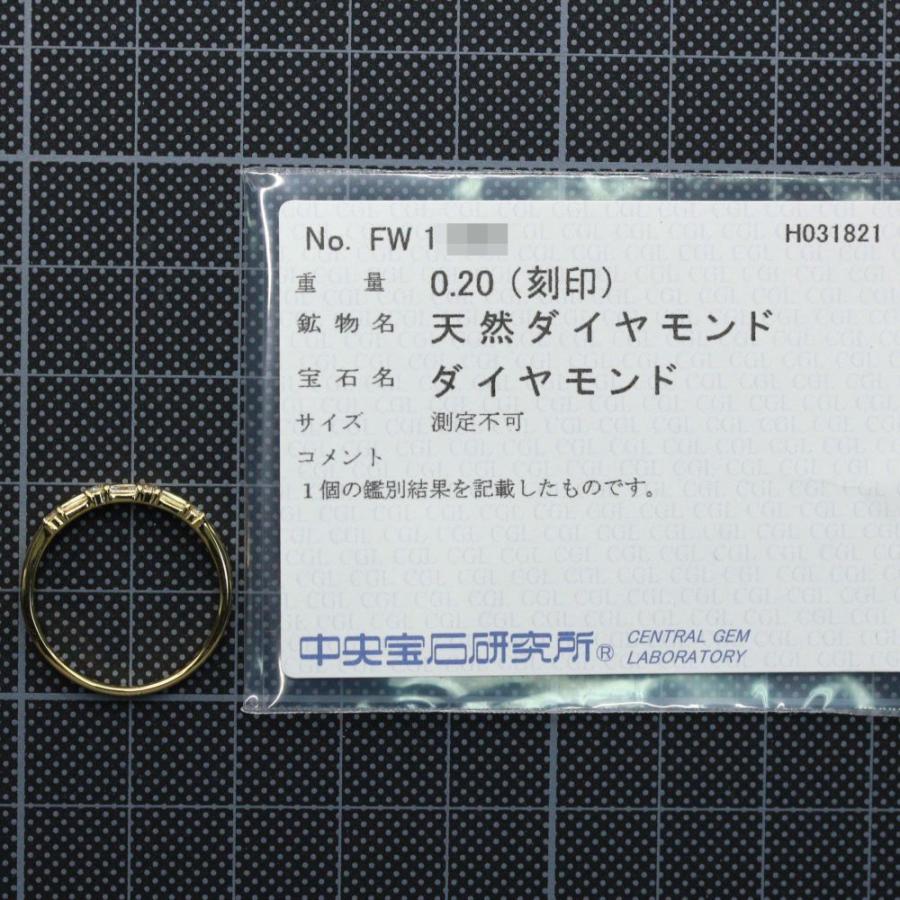 No. FW 1
H031821
重量 0.20（刻印）
鉱物名 天然ダイヤモンド
宝石名 ダイヤモンド
サイズ 測定不可
コメント
1個の鑑別結果を記載したものです。
中央宝石研究所® CENTRAL GEM
LABORATORY